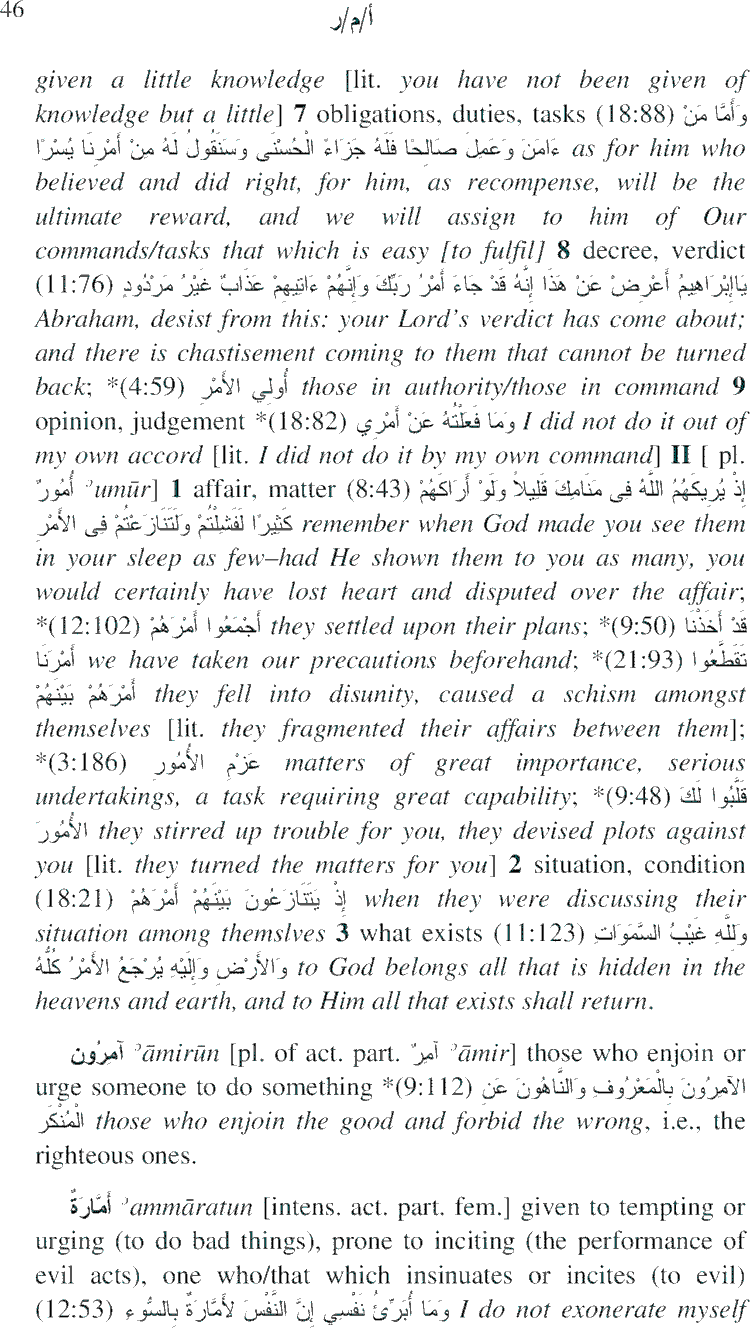 46
أ/م/ر
given a little knowledge [lit. you have not been given of
knowledge but a little] 7 obligations, duties, tasks (18:88) وَأَمَّا مَنْ
ءَامَنَ وَعَمِلَ صَالِحًا فَلَهُ جَزَاءً الْحُسْنَى وَسَنَقُولُ لَهُ مِنْ أَمْرِنَا يُسْرًا as for him who
believed and did right, for him, as recompense, will be the
ultimate reward, and we will assign to him of Our
commands/tasks that which is easy [to fulfil] 8 decree, verdict
(11:76) يَاإِبْرَاهِيمُ أَعْرِضْ عَنْ هَذَا إِنَّهُ قَدْ جَاءَ أَمْرُ رَبِّكَ وَإِنَّهُمْ ءَاتِيهِمْ عَذَابٌ غَيْرُ مَرْدُودٍ
Abraham, desist from this: your Lord's verdict has come about;
and there is chastisement coming to them that cannot be turned
back; *(4:59) أُولِي الأَمْرِ those in authority/those in command 9
opinion, judgement *(18:82) وَمَا فَعَلْتُهُ عَنْ أَمْرِي I did not do it out of
my own accord [lit. I did not do it by my own command] II [ pl.
أُمُورٌ ʾumūr] 1 affair, matter (8:43) إِذْ يُرِيكَهُمُ اللَّهُ فِى مَنَامِكَ قَلِيلاً وَلَوْ أَرَاكَهُمْ
كَثِيرًا لَفَشِلْتُمْ وَلَتَنَازَعْتُمْ فِى الأَمْرِ remember when God made you see them
in your sleep as few–had He shown them to you as many, you
would certainly have lost heart and disputed over the affair;
*(12:102) أَجْمَعُوا أَمْرَهُمْ they settled upon their plans; *(9:50) قَدْ أَخَذْنَا
أَمْرَنَا we have taken our precautions beforehand; *(21:93) تَقَطَّعُوا
أَمْرَهُمْ بَيْنَهُمْ they fell into disunity, caused a schism amongst
themselves [lit. they fragmented their affairs between them];
*(3:186) عَزْمِ الأُمُورِ matters of great importance, serious
undertakings, a task requiring great capability; *(9:48) قَلَّبُوا لَكَ
الأُمُورَ they stirred up trouble for you, they devised plots against
you [lit. they turned the matters for you] 2 situation, condition
(18:21) إِذْ يَتَنَازَعُونَ بَيْنَهُمْ أَمْرَهُمْ when they were discussing their
situation among themslves 3 what exists (11:123) وَلِلَّهِ غَيْبُ السَّمَوَاتِ
وَالأَرْضِ وَإِلَيْهِ يُرْجَعُ الأَمْرُ كُلُّهُ to God belongs all that is hidden in the
heavens and earth, and to Him all that exists shall return.
آمِرُون ʾāmirūn [pl. of act. part. آمِرٌ ʾāmir] those who enjoin or
urge someone to do something *(9:112) الآمِرُونَ بِالْمَعْرُوفِ وَالنَّاهُونَ عَنِ
الْمُنْكَرِ those who enjoin the good and forbid the wrong, i.e., the
righteous ones.
أَمَّارَةٌ ʾammāratun [intens. act. part. fem.] given to tempting or
urging (to do bad things), prone to inciting (the performance of
evil acts), one who/that which insinuates or incites (to evil)
(12:53) وَمَا أُبَرِّئُ نَفْسِي إِنَّ النَّفْسَ لأَمَّارَةٌ بِالسُّوءِ I do not exonerate myself